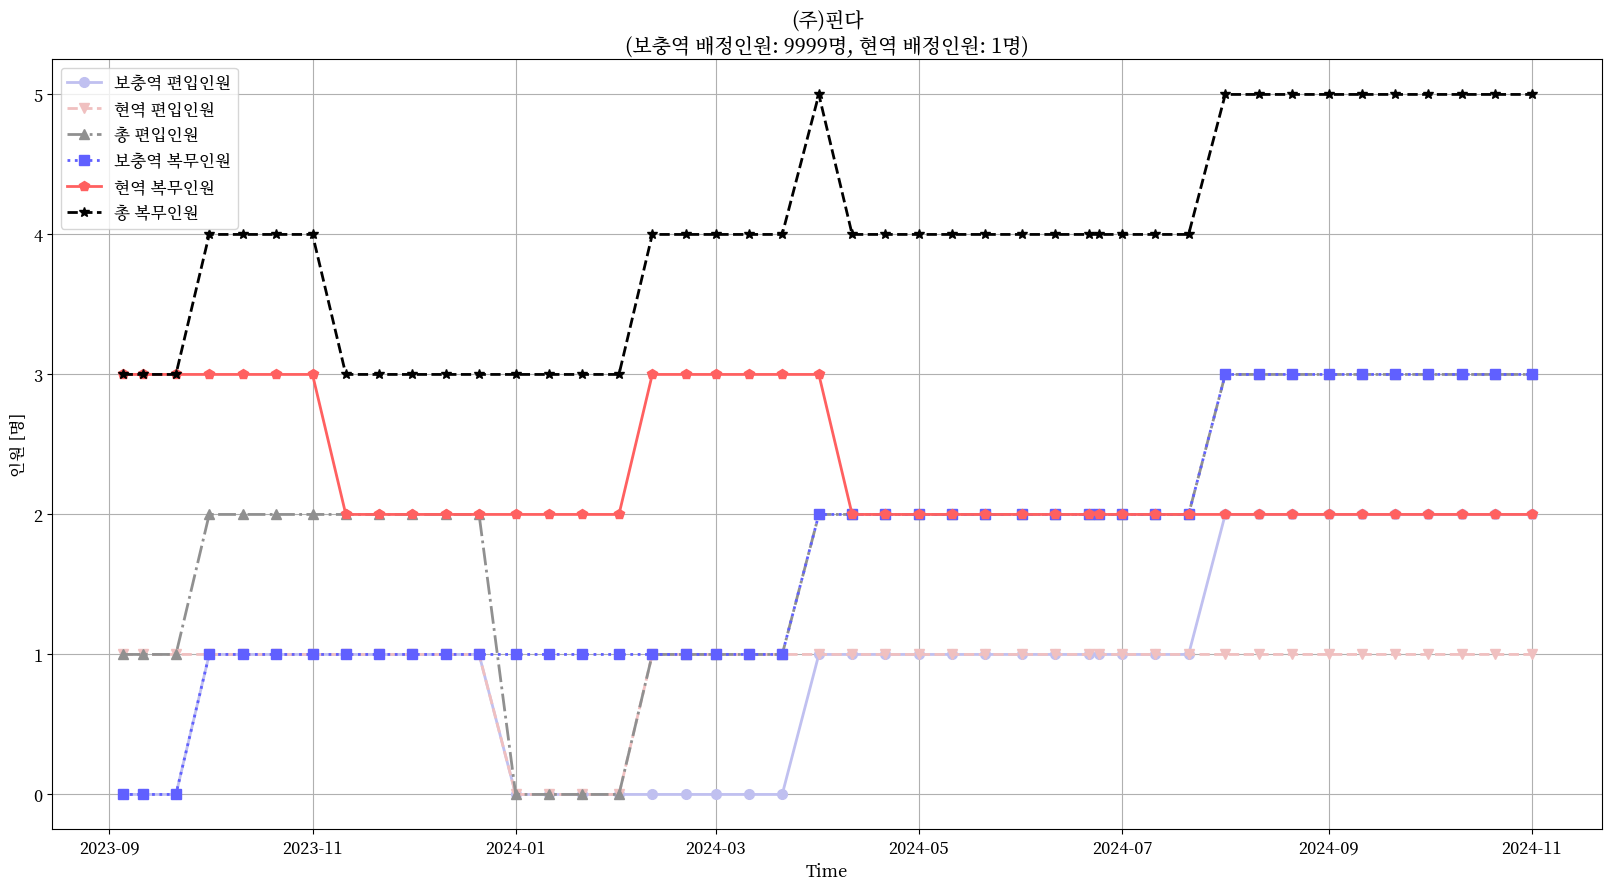 (주)핀다
(보충역 배정인원: 9999명, 현역 배정인원: 1명)
보충역 편입인원
현역 편입인원
총 편입인원
보충역 복무인원
현역 복무인원
총 복무인원
인원 [명]
5
4
3
2
1
0
2023-09
2023-11
2024-01
2024-03
2024-05
2024-07
2024-09
2024-11
Time